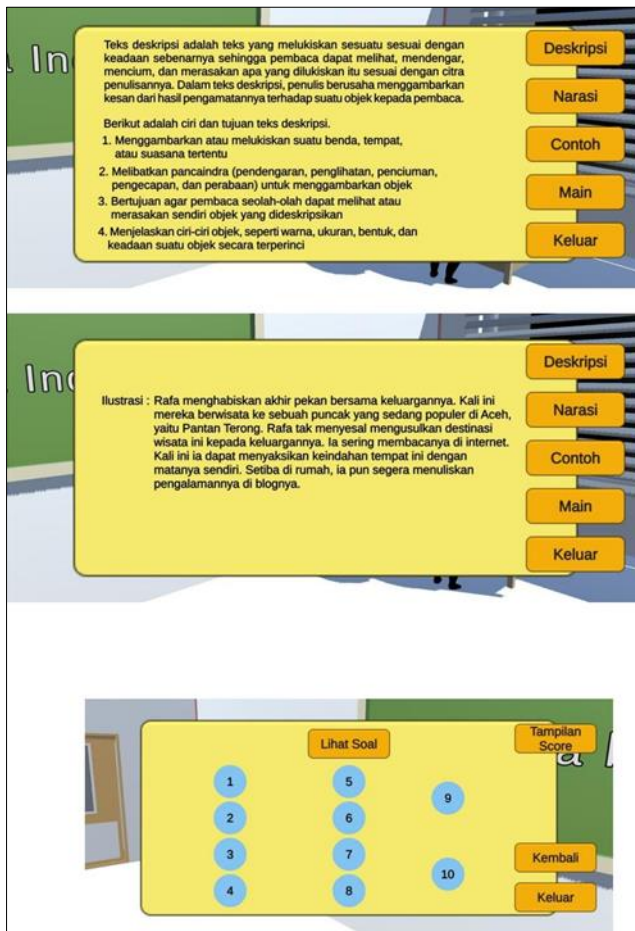 Teks deskripsi adalah teks yang melukiskan sesuatu sesuai dengan
keadaan sebenarnya sehingga pembaca dapat melihat, mendengar,
mencium, dan merasakan apa yang dilukiskan itu sesuai dengan citra
penulisannya. Dalam teks deskripsi, penulis berusaha menggambarkan
kesan dari hasil pengamatannya terhadap suatu objek kepada pembaca.
Berikut adalah ciri dan tujuan teks deskripsi.
1. Menggambarkan atau melukiskan suatu benda, tempat,
atau suasana tertentu
2. Melibatkan pancaindra (pendengaran, penglihatan, penciuman,
pengecapan, dan perabaan) untuk menggambarkan objek
3. Bertujuan agar pembaca seolah-olah dapat melihat atau
merasakan sendiri objek yang dideskripsikan
4. Menjelaskan ciri-ciri objek, seperti warna, ukuran, bentuk, dan
keadaan suatu objek secara terperinci
Deskripsi
Narasi
Contoh
Main
Keluar
Ilustrasi : Rafa menghabiskan akhir pekan bersama keluargannya. Kali ini
mereka berwisata ke sebuah puncak yang sedang populer di Aceh,
yaitu Pantan Terong. Rafa tak menyesal mengusulkan destinasi
wisata ini kepada keluargannya. Ia sering membacanya di internet.
Kali ini ia dapat menyaksikan keindahan tempat ini dengan
matanya sendiri. Setiba di rumah, ia pun segera menuliskan
pengalamannya di blognya.
Deskripsi
Narasi
Contoh
Main
Keluar
Lihat Soal
Tampilan
Score
1
2
3
4
5
6
7
8
9
10
Kembali
Keluar